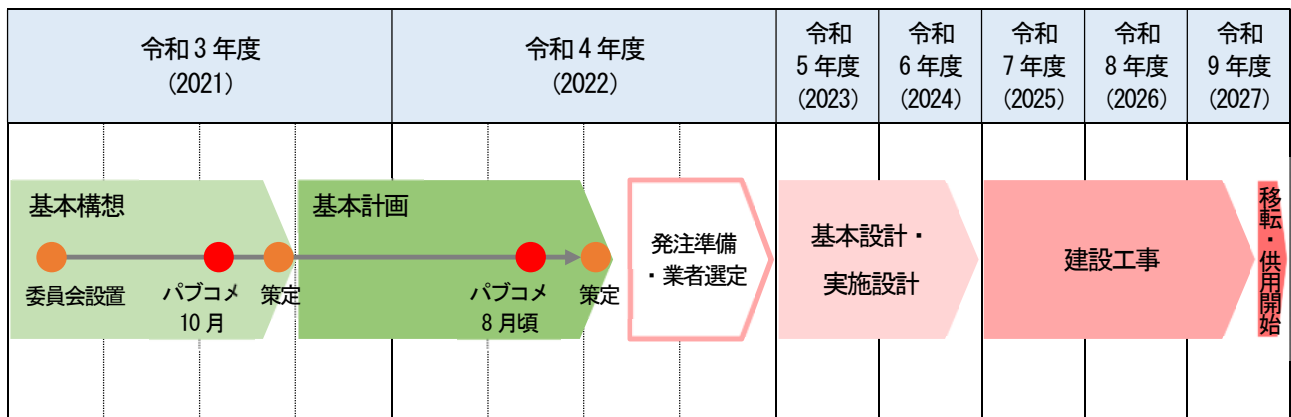 令和3年度
(2021)
令和4年度
(2022)
令和
5年度
(2023)
令和
6年度
(2024)
令和
7年度
(2025)
令和
8年度
(2026)
令和
9年度
(2027)
基本構想
委員会設置
パブコメ
10月
策定
基本計画
パブコメ
8月頃
策定
発注準備
・業者選定
基本設計・
実施設計
建設工事
移転・供用開始